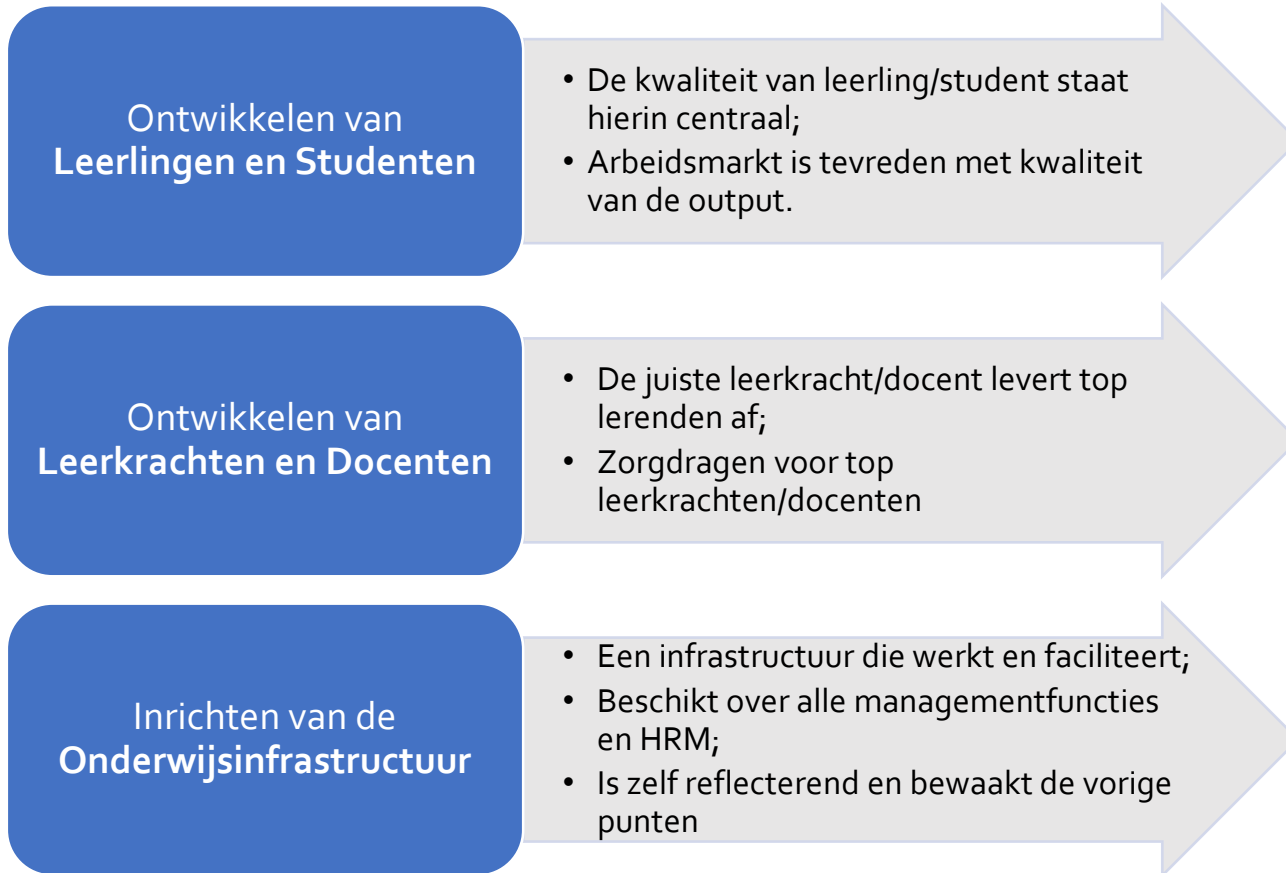 Ontwikkelen van
Leerlingen en Studenten
• De kwaliteit van leerling/student staat
hierin centraal;
• Arbeidsmarkt is tevreden met kwaliteit
van de output.
Ontwikkelen van
Leerkrachten en Docenten
• De juiste leerkracht/docent levert top
lerenden af;
• Zorgdragen voor top
leerkrachten/docenten
Inrichten van de
Onderwijsinfrastructuur
• Een infrastructuur die werkt en faciliteert;
• Beschikt over alle managementfuncties
en HRM;
• Is zelf reflecterend en bewaakt de vorige
punten